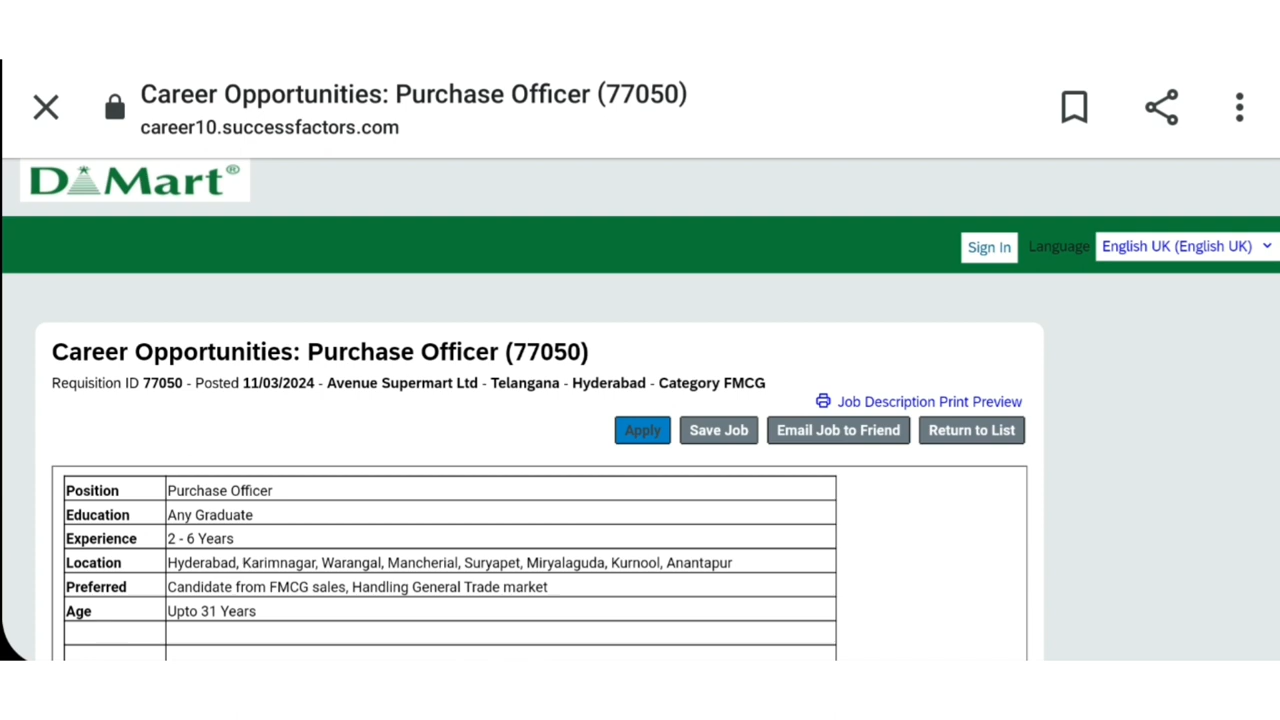 Career Opportunities: Purchase Officer (77050)
career10.successfactors.com
D Mart®
Sign In Language English UK (English UK)
Career Opportunities: Purchase Officer (77050)
Requisition ID 77050 - Posted 11/03/2024 - Avenue Supermart Ltd - Telangana - Hyderabad - Category FMCG
Job Description Print Preview
Apply Save Job Email Job to Friend Return to List
Position Purchase Officer
Education Any Graduate
Experience 2 - 6 Years
Location Hyderabad, Karimnagar, Warangal, Mancherial, Suryapet, Miryalaguda, Kurnool, Anantapur
Preferred Candidate from FMCG sales, Handling General Trade market
Age Upto 31 Years